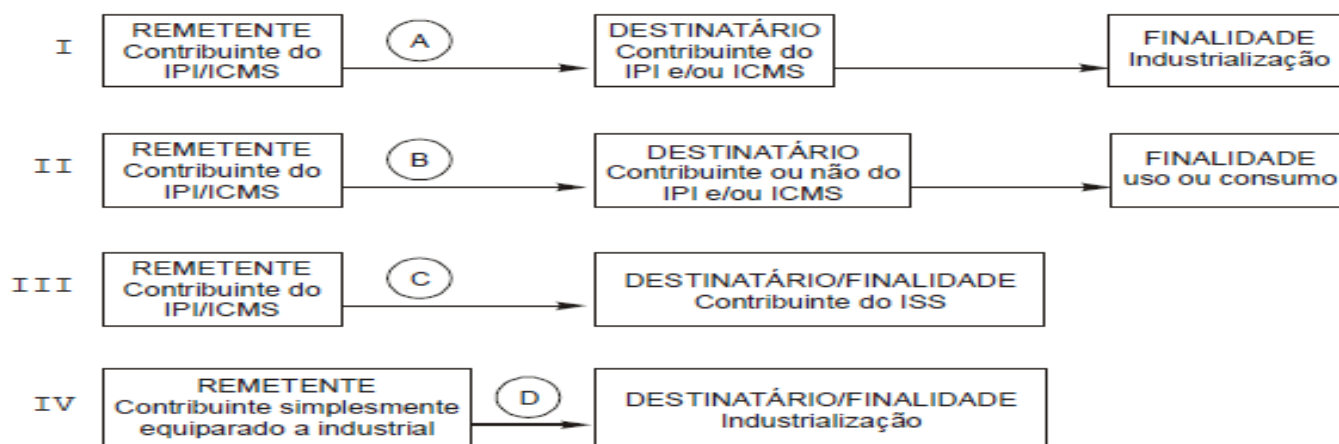 I
REMETENTE
Contribuinte do
IPI/ICMS
A
DESTINATÁRIO
Contribuinte do
IPI e/ou ICMS
FINALIDADE
Industrialização
II
REMETENTE
Contribuinte do
IPI/ICMS
B
DESTINATÁRIO
Contribuinte ou não do
IPI e/ou ICMS
FINALIDADE
uso ou consumo
III
REMETENTE
Contribuinte do
IPI/ICMS
C
DESTINATÁRIO/FINALIDADE
Contribuinte do ISS
IV
REMETENTE
Contribuinte simplesmente
equiparado a industrial
D
DESTINATÁRIO/FINALIDADE
Industrialização